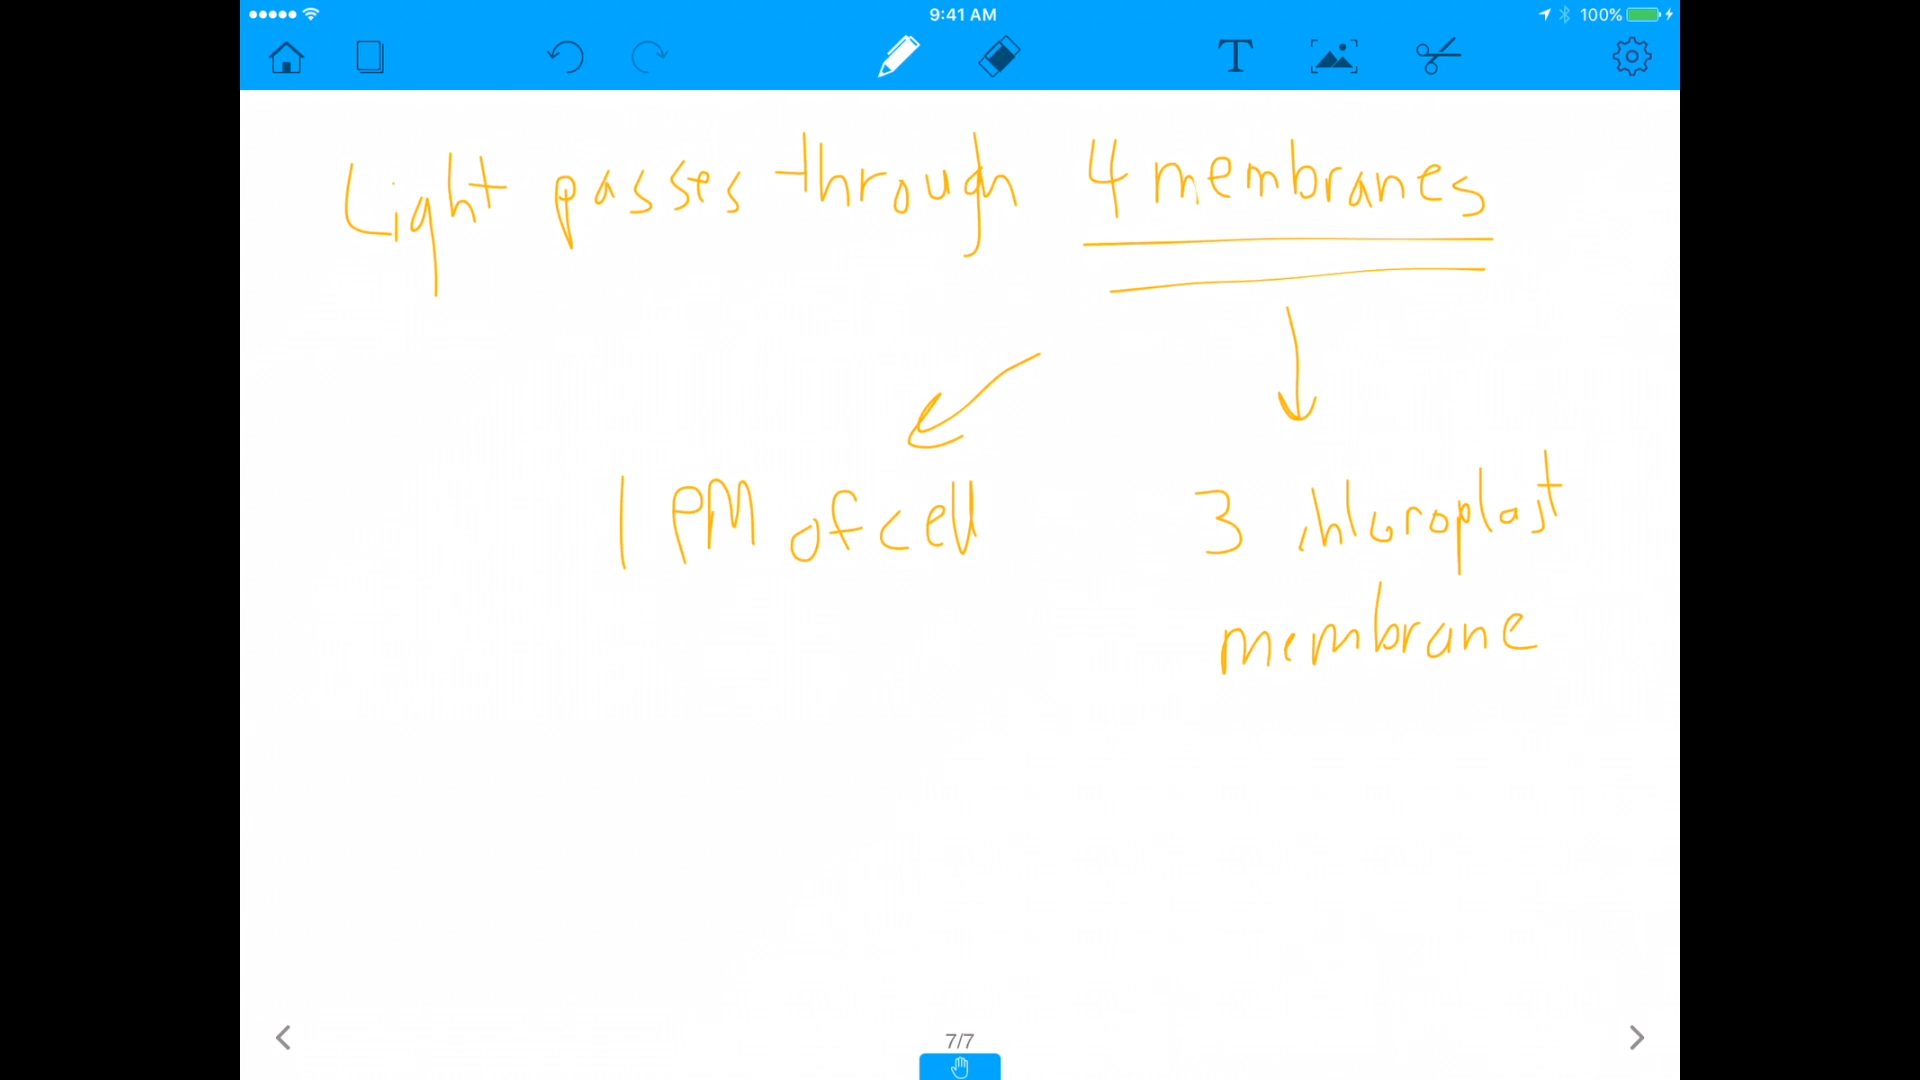 9:41 AM
100%
T
Light passes through 4 membranes
1 PM of cell
3 chloroplast
membrane
7/7